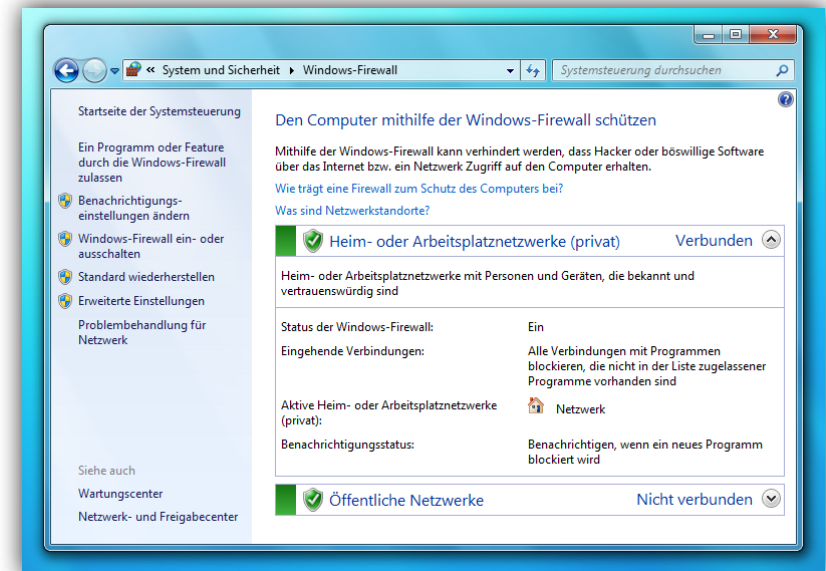 « System und Sicherheit ▸ Windows-Firewall
Systemsteuerung durchsuchen
Startseite der Systemsteuerung
Ein Programm oder Feature
durch die Windows-Firewall
zulassen
Benachrichtigungs-
einstellungen ändern
Windows-Firewall ein- oder
ausschalten
Standard wiederherstellen
Erweiterte Einstellungen
Problembehandlung für
Netzwerk
Siehe auch
Wartungscenter
Netzwerk- und Freigabecenter
Den Computer mithilfe der Windows-Firewall schützen
Mithilfe der Windows-Firewall kann verhindert werden, dass Hacker oder böswillige Software
über das Internet bzw. ein Netzwerk Zugriff auf den Computer erhalten.
Wie trägt eine Firewall zum Schutz des Computers bei?
Was sind Netzwerkstandorte?
Heim- oder Arbeitsplatznetzwerke (privat) Verbunden
Heim- oder Arbeitsplatznetzwerke mit Personen und Geräten, die bekannt und
vertrauenswürdig sind
Status der Windows-Firewall: Ein
Eingehende Verbindungen: Alle Verbindungen mit Programmen
blockieren, die nicht in der Liste zugelassener
Programme vorhanden sind
Aktive Heim- oder Arbeitsplatznetzwerke Netzwerk
(privat):
Benachrichtigungsstatus: Benachrichtigen, wenn ein neues Programm
blockiert wird
Öffentliche Netzwerke Nicht verbunden